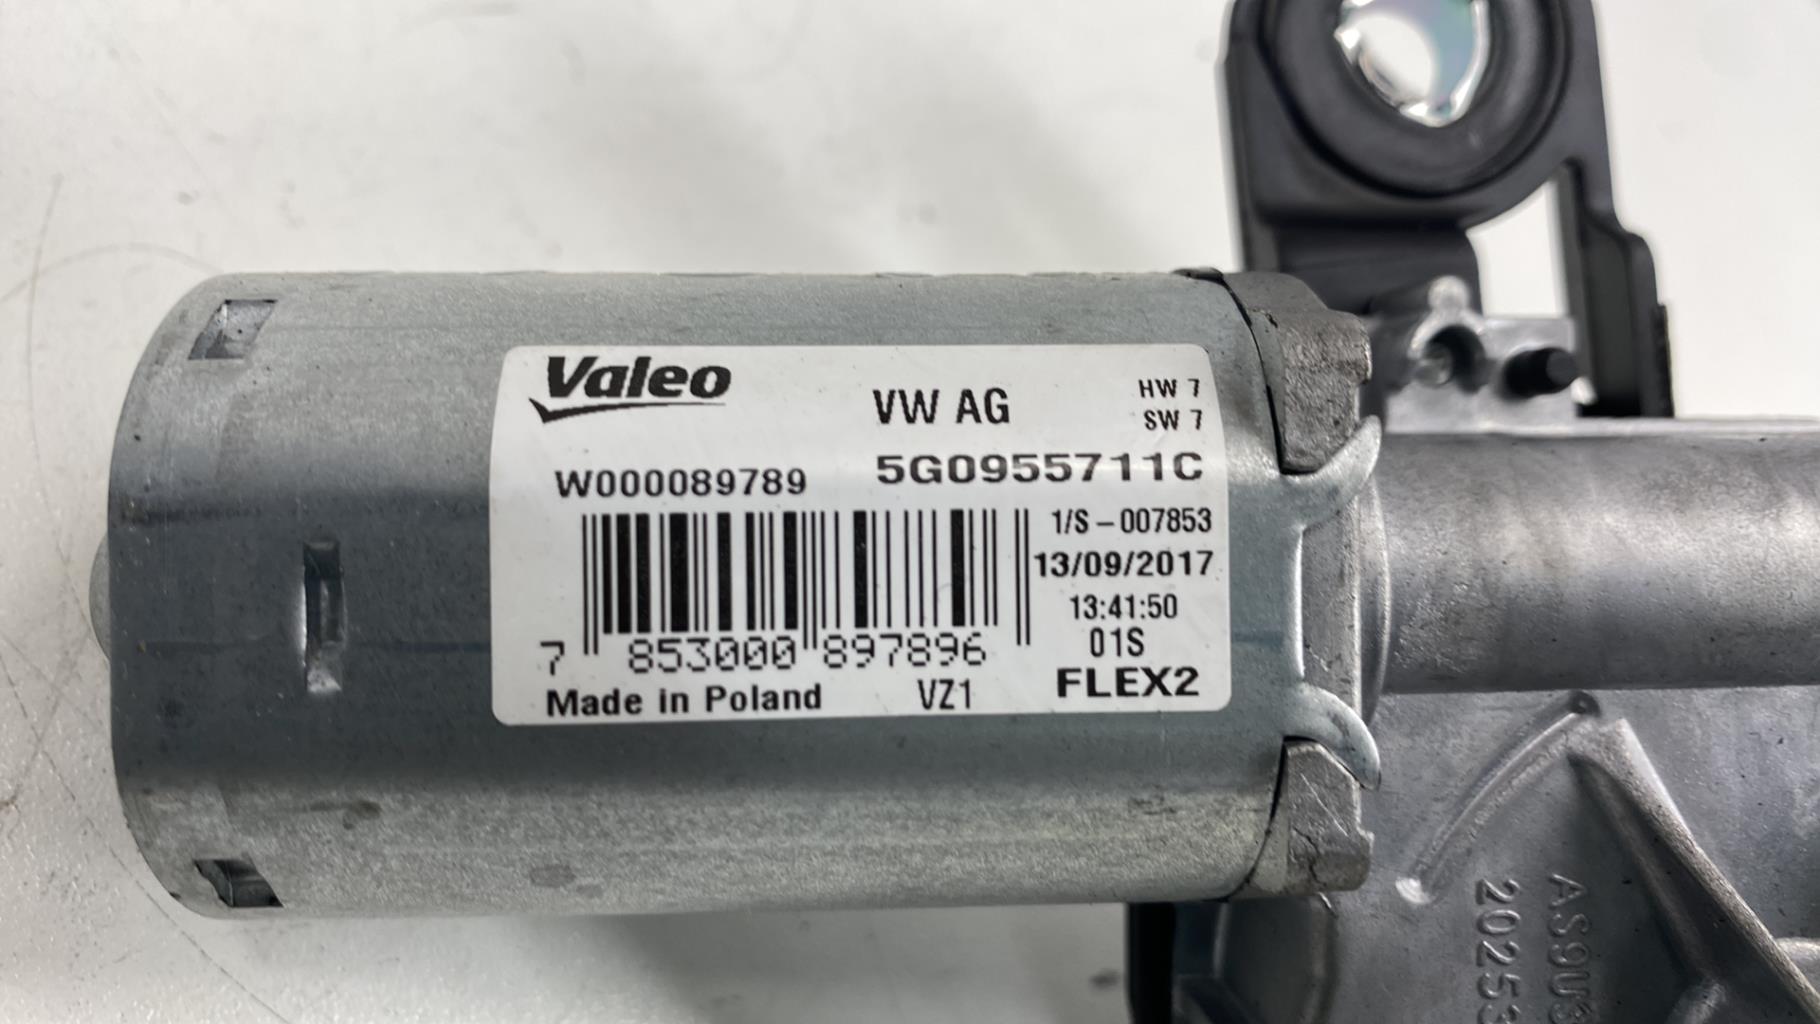 Valeo
VW AG
HW 7
SW 7
W000089789
5G0955711C
1/S-007853
13/09/2017
13:41:50
7 853000 897896
01S
Made in Poland
VZ1
FLEX2